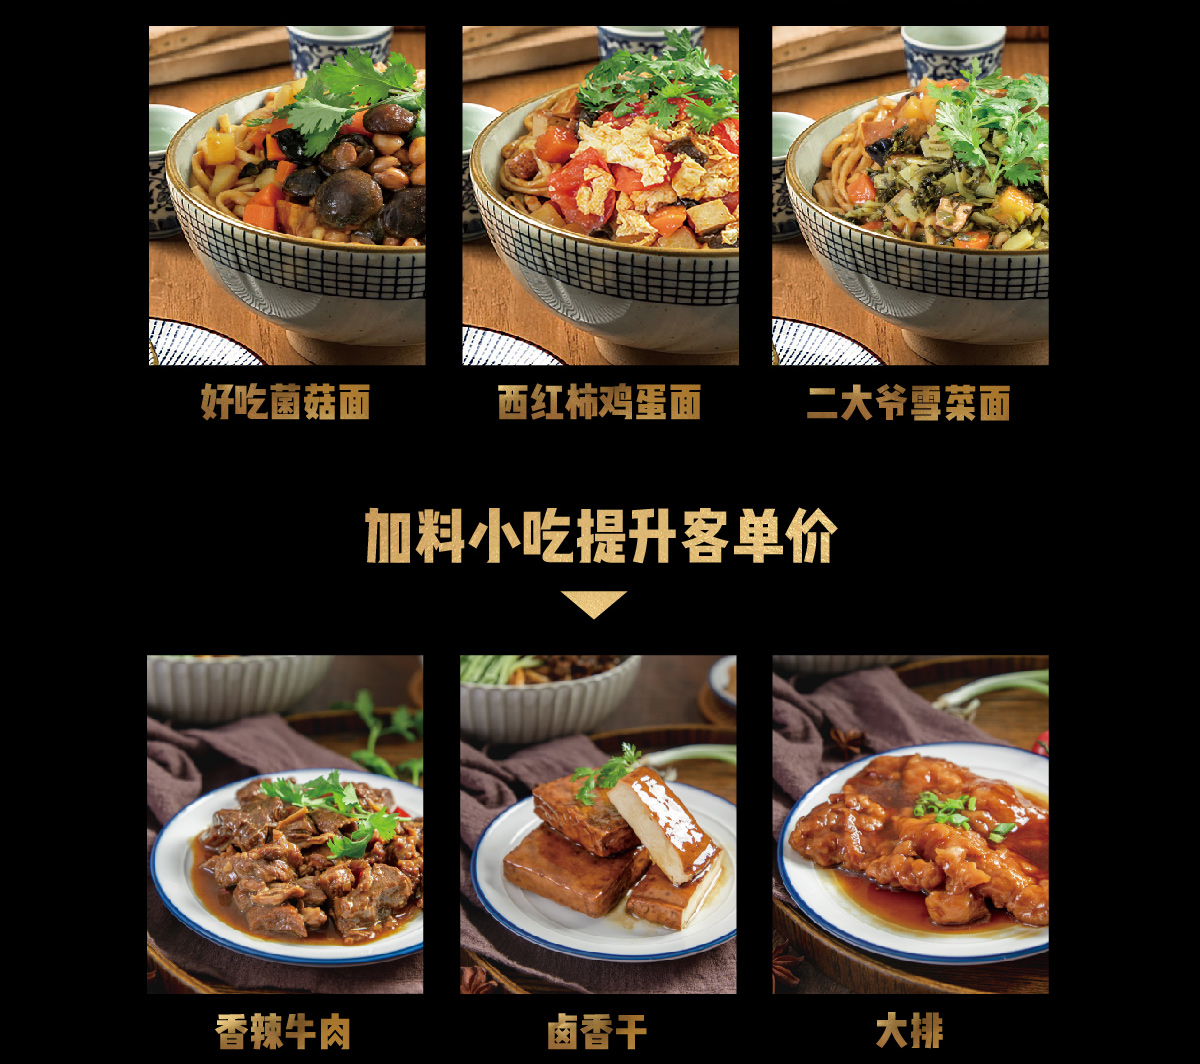 好吃菌菇面
西红柿鸡蛋面
二大爷雪菜面
加料小吃提升客单价
香辣牛肉
卤香干
大排